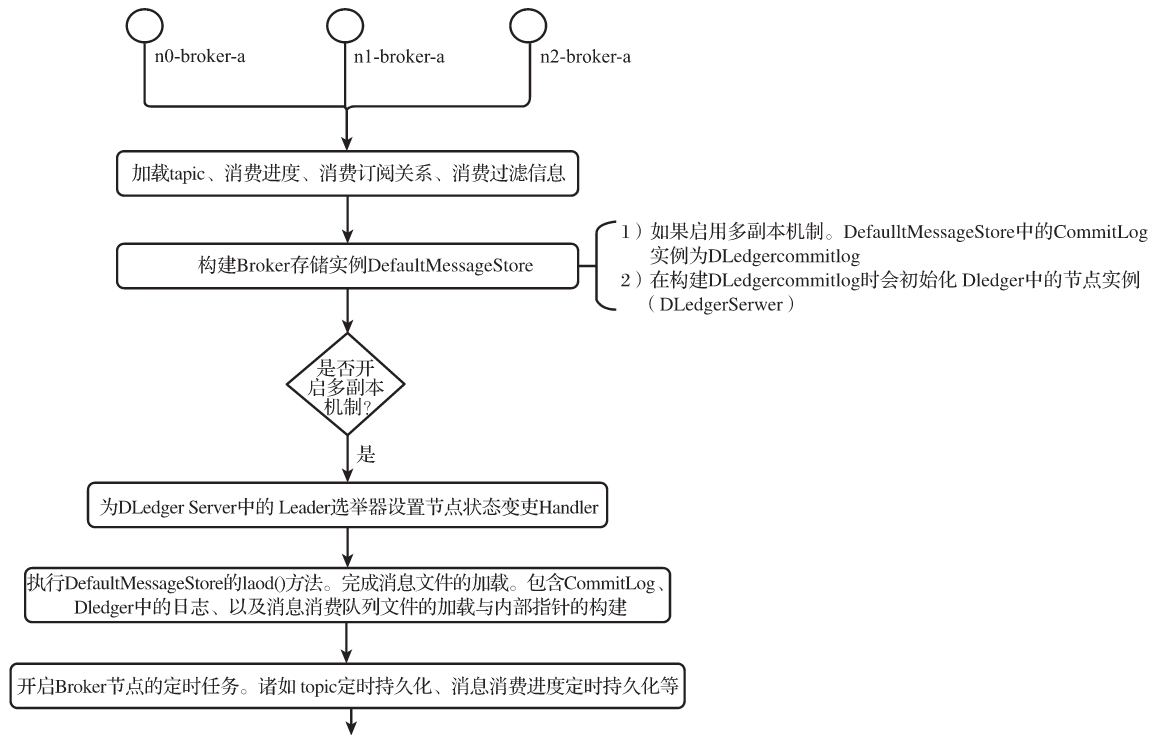 n0-broker-a
n1-broker-a
n2-broker-a
加载tapic、消费进度、消费订阅关系、消费过滤信息
构建Broker存储实例DefaultMessageStore
1）如果启用多副本机制。DefaulltMessageStore中的CommitLog
实例为DLedgercommitlog
2）在构建DLedgercommitlog时会初始化 Dledger中的节点实例
（DLedgerSerwer）
是否开
启多副本
机制?
是
为DLedger Server中的 Leader选举器设置节点状态变吏Handler
执行DefaultMessageStore的laod()方法。完成消息文件的加载。包含CommitLog、
Dledger中的日志、以及消息消费队列文件的加载与内部指针的构建
开启Broker节点的定时任务。诸如 topic定时持久化、消息消费进度定时持久化等